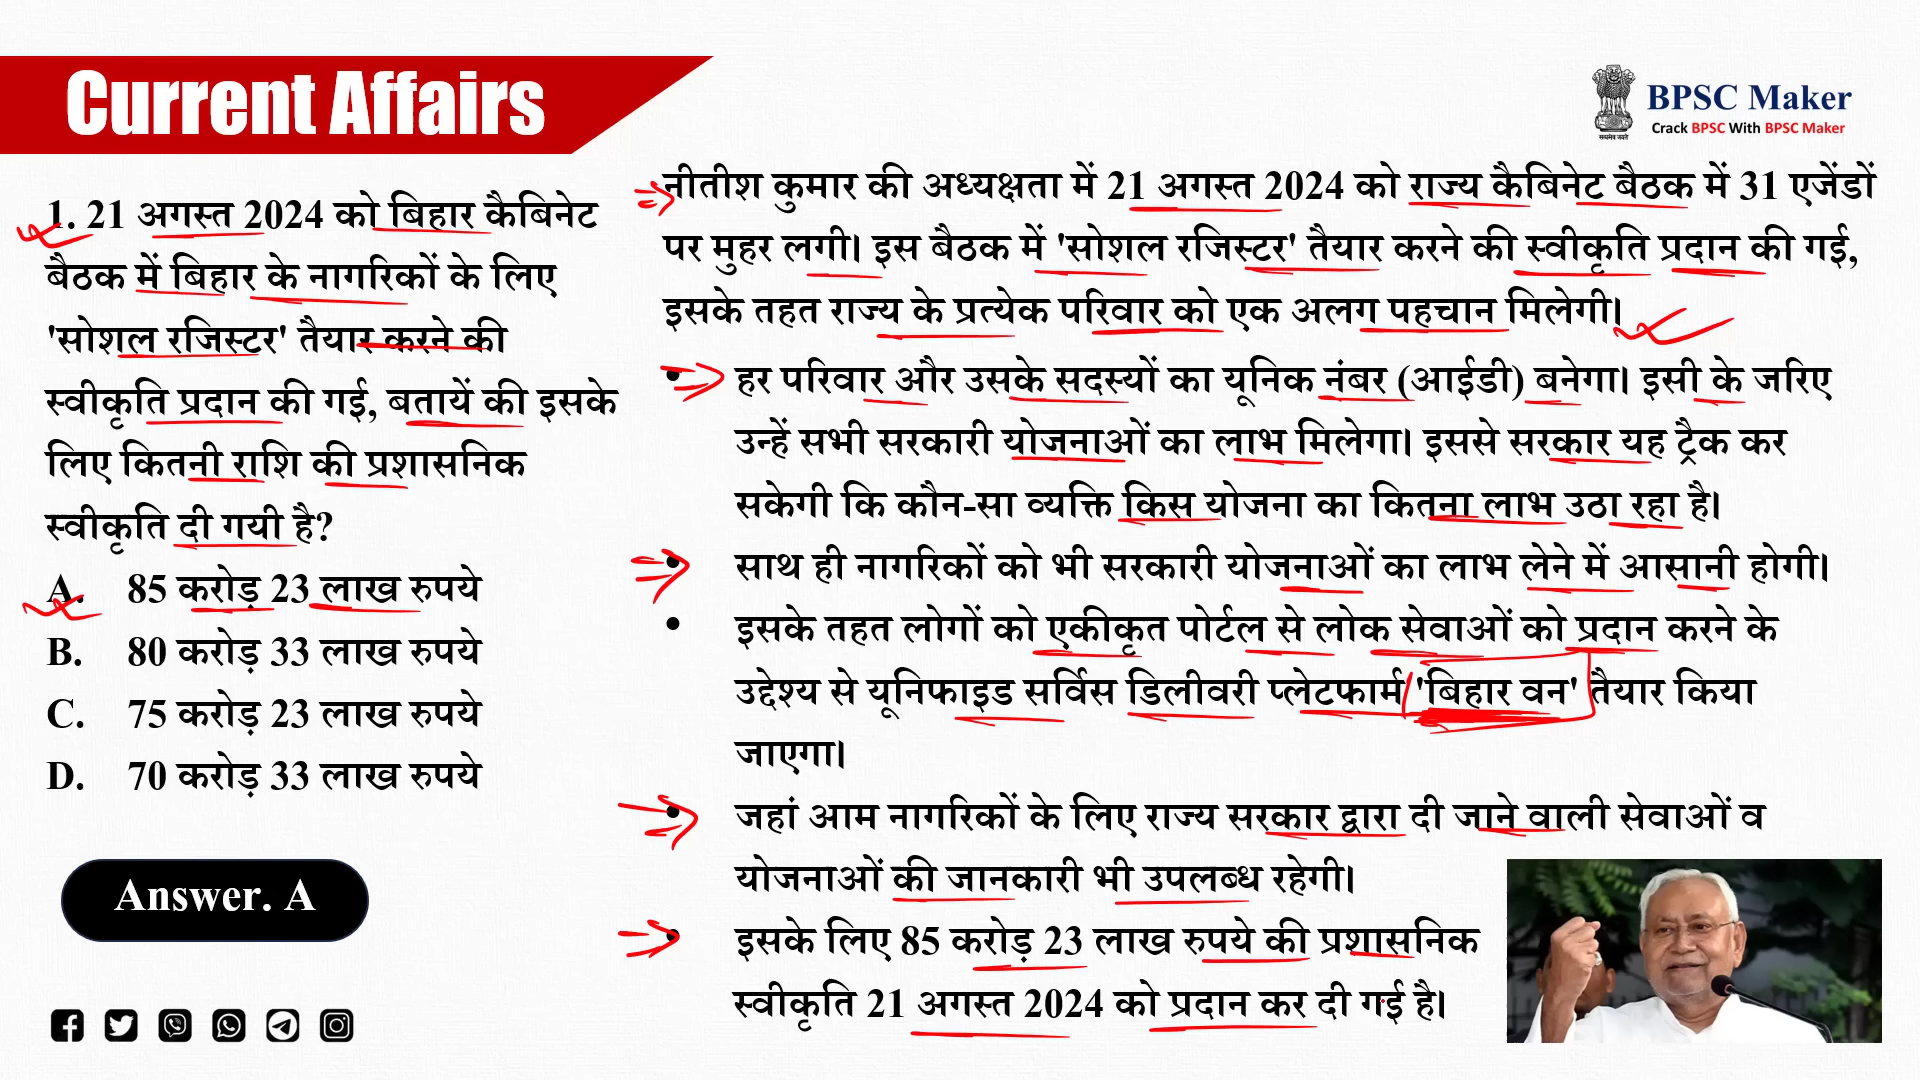 Current Affairs
BPSC Maker
Crack BPSC With BPSC Maker
1. 21 अगस्त 2024 को बिहार कैबिनेट
बैठक में बिहार के नागरिकों के लिए
'सोशल रजिस्टर' तैयार करने की
स्वीकृति प्रदान की गई, बतायें की इसके
लिए कितनी राशि की प्रशासनिक
स्वीकृति दी गयी है?
A. 85 करोड़ 23 लाख रुपये
B. 80 करोड़ 33 लाख रुपये
C. 75 करोड़ 23 लाख रुपये
D. 70 करोड़ 33 लाख रुपये
Answer. A
नीतीश कुमार की अध्यक्षता में 21 अगस्त 2024 को राज्य कैबिनेट बैठक में 31 एजेंडों
पर मुहर लगी। इस बैठक में 'सोशल रजिस्टर' तैयार करने की स्वीकृति प्रदान की गई,
इसके तहत राज्य के प्रत्येक परिवार को एक अलग पहचान मिलेगी।
• हर परिवार और उसके सदस्यों का यूनिक नंबर (आईडी) बनेगा। इसी के जरिए
उन्हें सभी सरकारी योजनाओं का लाभ मिलेगा। इससे सरकार यह ट्रैक कर
सकेगी कि कौन-सा व्यक्ति किस योजना का कितना लाभ उठा रहा है।
• साथ ही नागरिकों को भी सरकारी योजनाओं का लाभ लेने में आसानी होगी।
• इसके तहत लोगों को एकीकृत पोर्टल से लोक सेवाओं को प्रदान करने के
उद्देश्य से यूनिफाइड सर्विस डिलीवरी प्लेटफार्म 'बिहार वन' तैयार किया
जाएगा।
• जहां आम नागरिकों के लिए राज्य सरकार द्वारा दी जाने वाली सेवाओं व
योजनाओं की जानकारी भी उपलब्ध रहेगी।
• इसके लिए 85 करोड़ 23 लाख रुपये की प्रशासनिक
स्वीकृति 21 अगस्त 2024 को प्रदान कर दी गई है।